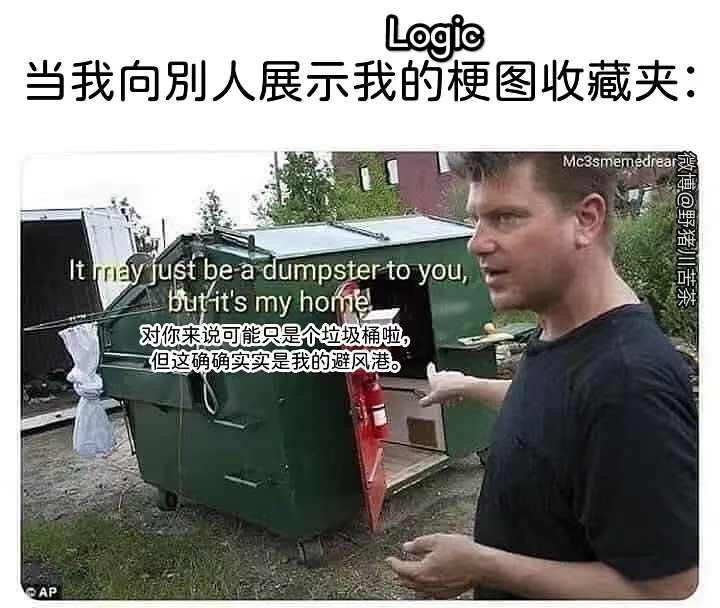 Logic
当我向別人展示我的梗图收藏夹：
Mc3smemedream
微博@野猪川苦茶
It may just be a dumpster to you,
but it's my home
对你来说可能只是个垃圾桶啦，
但这确确实实是我的避风港。
© AP